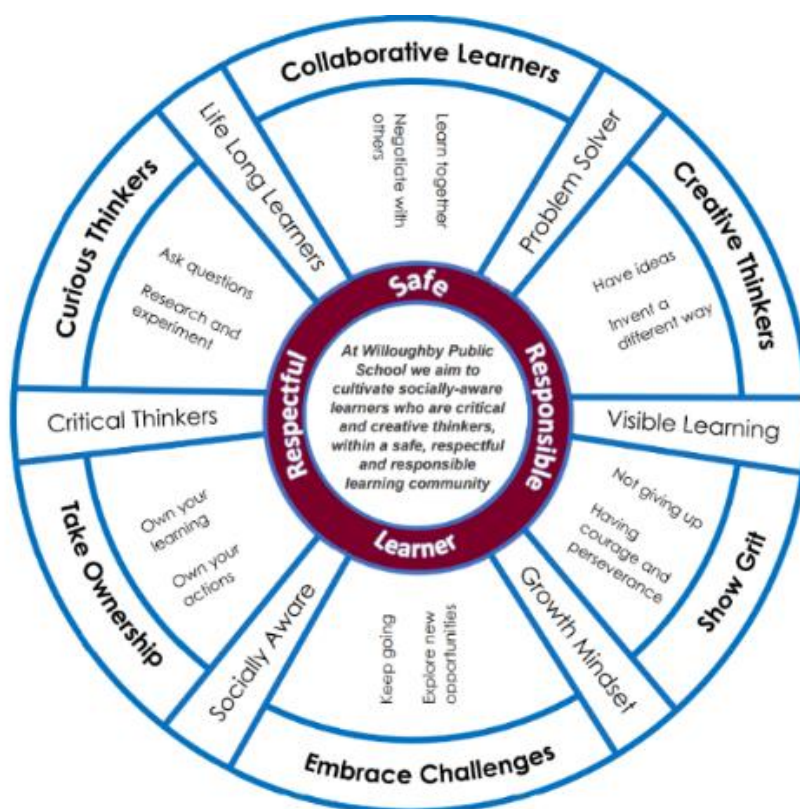 Collaborative Learners
Learn together
Negotiate with
others
Problem Solver
Creative Thinkers
Have ideas
Invent a
different way
Visible Learning
Show Grit
Not giving up
Having
courage and
perseverance
Growth Mindset
Embrace Challenges
Keep going
Explore new
opportunities
Socially Aware
Take Ownership
Own your
learning
Own your
actions
Critical Thinkers
Curious Thinkers
Ask questions
Research and
experiment
Life Long Learners
Safe
Responsible
Learner
Respectful
At Willoughby Public
School we aim to
cultivate socially-aware
learners who are critical
and creative thinkers,
within a safe, respectful
and responsible
learning community